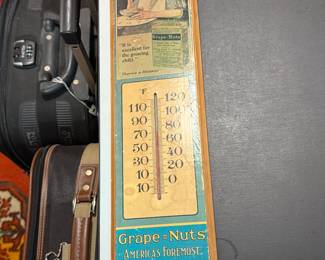 Grape-Nuts
"It is
excellent for the
growing child."
°F
120
110
100
90
80
70
60
50
40
30
20
10
0
10
Grape=Nuts
AMERICA'S FOREMOST